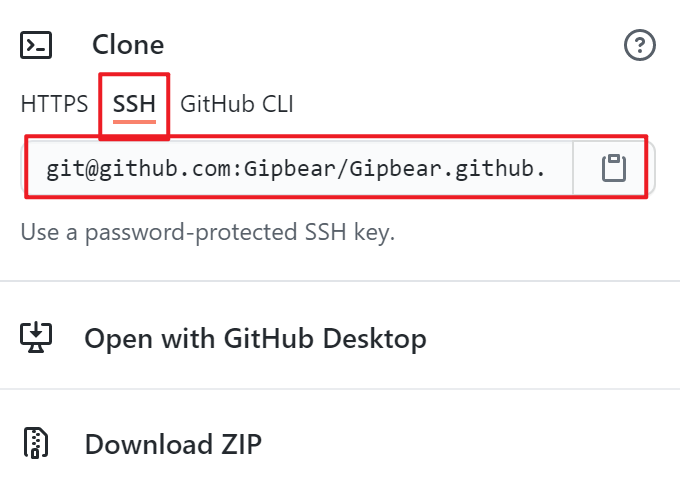 Clone
HTTPS SSH GitHub CLI
git@github.com:Gipbear/Gipbear.github.
Use a password-protected SSH key.
Open with GitHub Desktop
Download ZIP